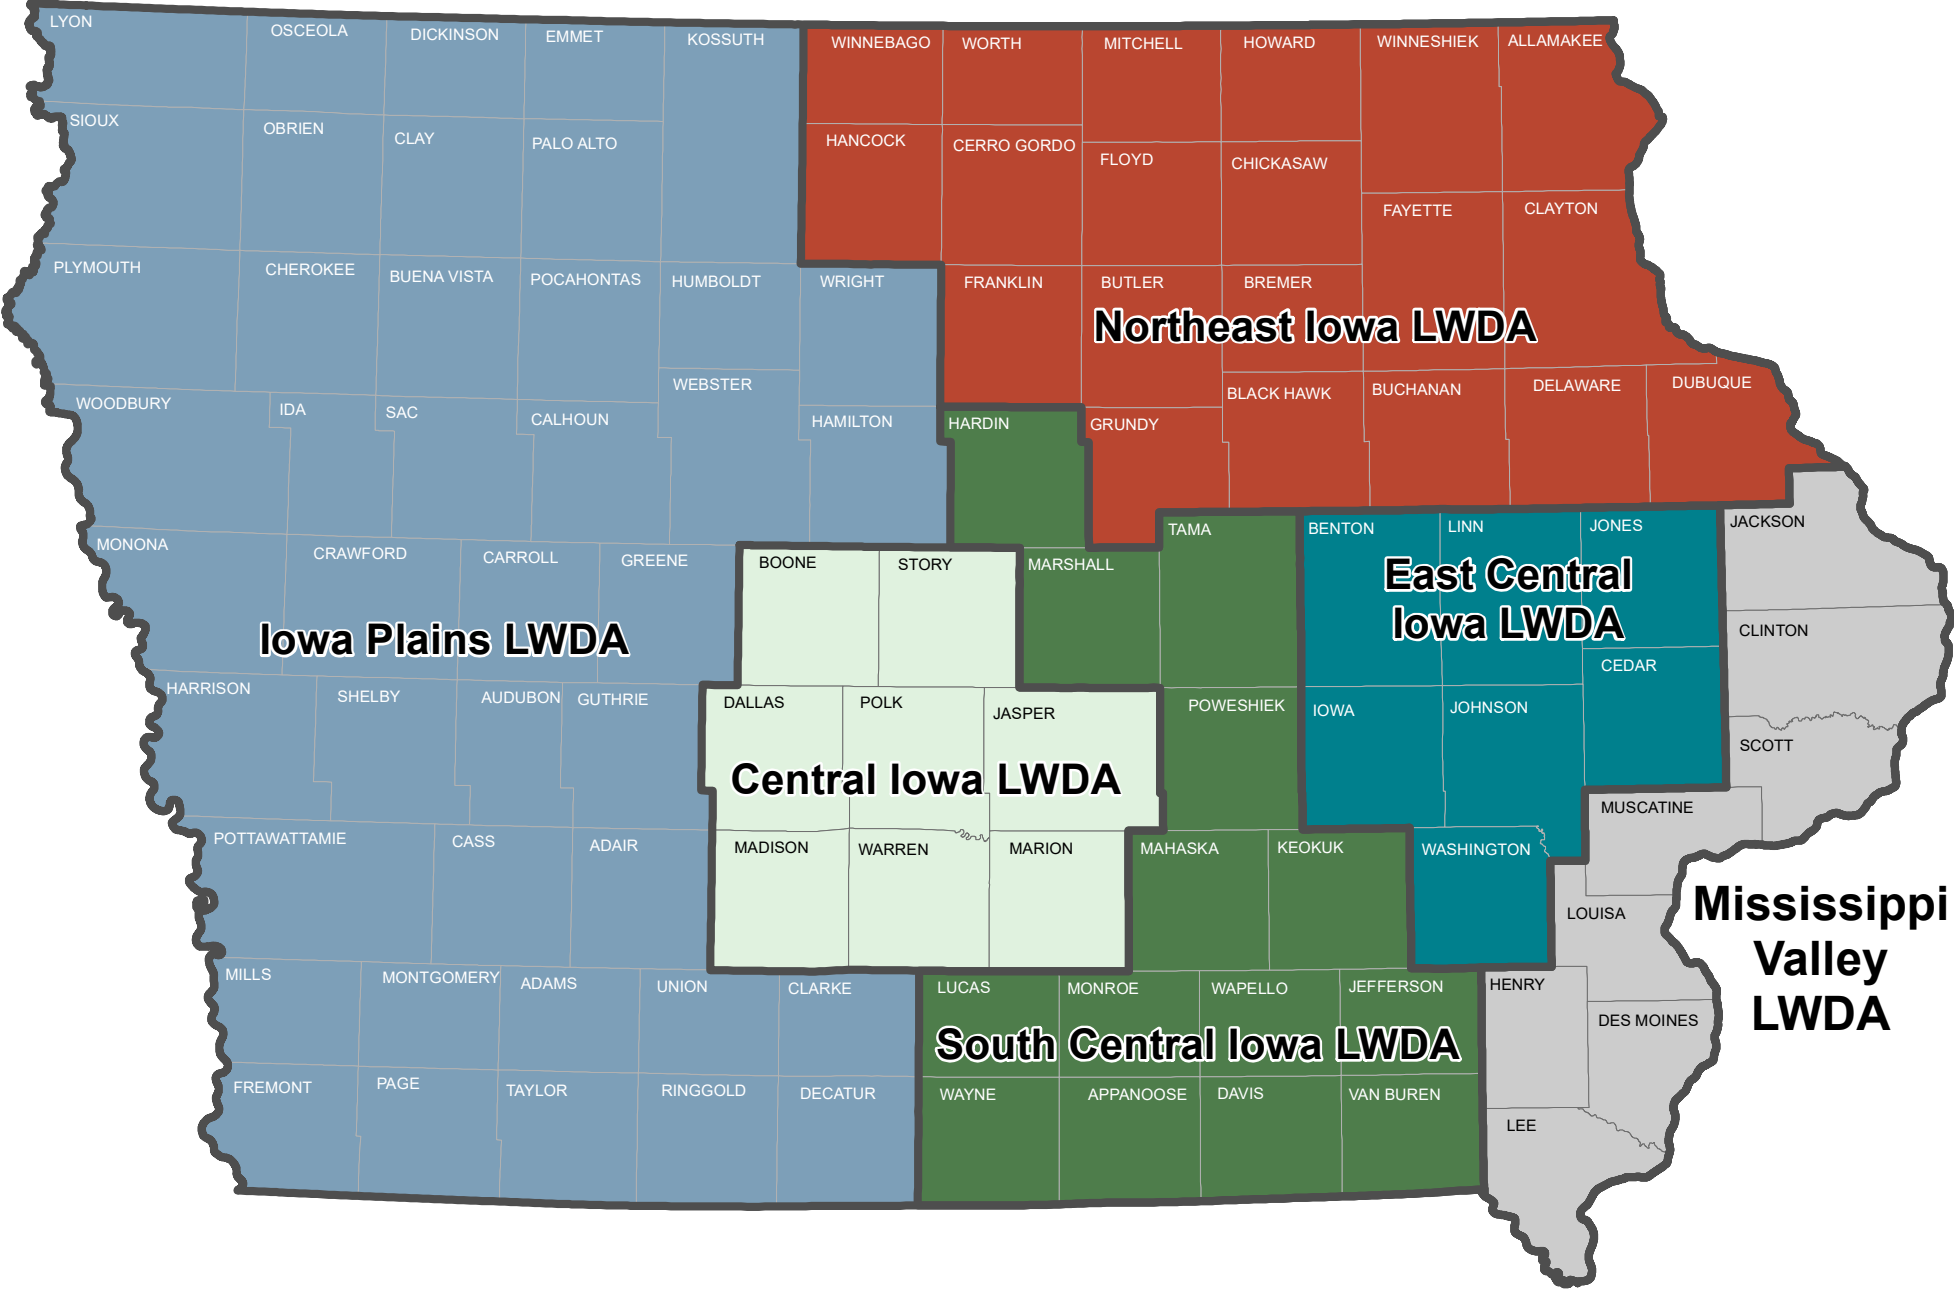 LYON
OSCEOLA
DICKINSON
EMMET
KOSSUTH
WINNEBAGO
WORTH
MITCHELL
HOWARD
WINNESHIEK
ALLAMAKEE
SIOUX
OBRIEN
CLAY
PALO ALTO
HANCOCK
CERRO GORDO
FLOYD
CHICKASAW
FAYETTE
CLAYTON
PLYMOUTH
CHEROKEE
BUENA VISTA
POCAHONTAS
HUMBOLDT
WRIGHT
FRANKLIN
BUTLER
BREMER
Northeast Iowa LWDA
WOODBURY
IDA
SAC
CALHOUN
WEBSTER
HAMILTON
HARDIN
GRUNDY
BLACK HAWK
BUCHANAN
DELAWARE
DUBUQUE
MONONA
CRAWFORD
CARROLL
GREENE
BOONE
STORY
MARSHALL
TAMA
BENTON
LINN
JONES
JACKSON
East Central
Iowa LWDA
Iowa Plains LWDA
CLINTON
CEDAR
HARRISON
SHELBY
AUDUBON
GUTHRIE
DALLAS
POLK
JASPER
POWESHIEK
IOWA
JOHNSON
SCOTT
Central Iowa LWDA
MUSCATINE
POTTAWATTAMIE
CASS
ADAIR
MADISON
WARREN
MARION
MAHASKA
KEOKUK
WASHINGTON
LOUISA
Mississippi
Valley
LWDA
MILLS
MONTGOMERY
ADAMS
UNION
CLARKE
LUCAS
MONROE
WAPELLO
JEFFERSON
HENRY
DES MOINES
South Central Iowa LWDA
FREMONT
PAGE
TAYLOR
RINGGOLD
DECATUR
WAYNE
APPANOOSE
DAVIS
VAN BUREN
LEE